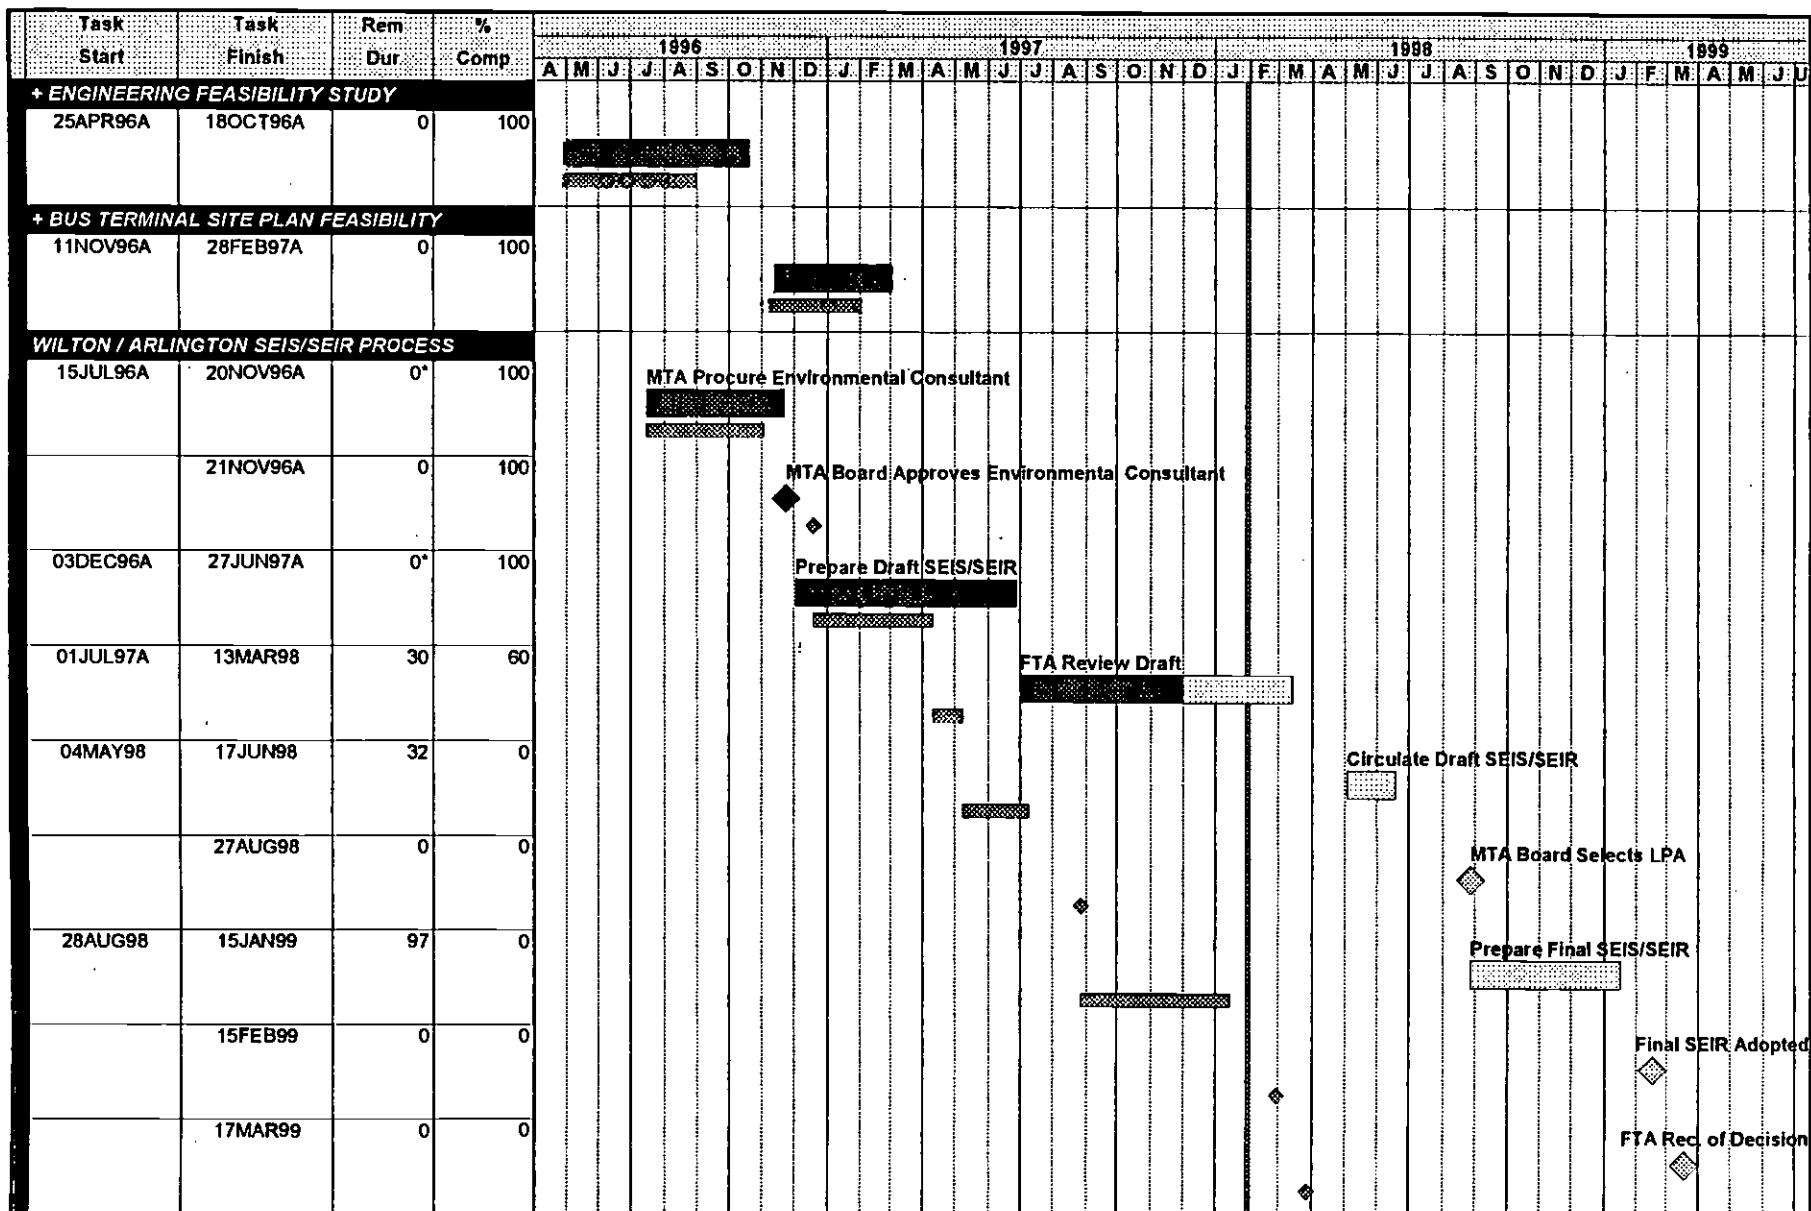 Task Task Rem %
Start Finish Dur Comp
1996 1997 1998 1999
A M J J A S O N D J F M A M J J A S O N D J F M A M J J A S O N D J F M A M J U
+ ENGINEERING FEASIBILITY STUDY
25APR96A 18OCT96A 0 100
+ BUS TERMINAL SITE PLAN FEASIBILITY
11NOV96A 28FEB97A 0 100
WILTON / ARLINGTON SEIS/SEIR PROCESS
15JUL96A 20NOV96A 0* 100
MTA Procure Environmental Consultant
21NOV96A 0 100
MTA Board Approves Environmental Consultant
03DEC96A 27JUN97A 0* 100
Prepare Draft SEIS/SEIR
01JUL97A 13MAR98 30 60
FTA Review Draft
04MAY98 17JUN98 32 0
Circulate Draft SEIS/SEIR
27AUG98 0 0
MTA Board Selects LPA
28AUG98 15JAN99 97 0
Prepare Final SEIS/SEIR
15FEB99 0 0
Final SEIR Adopted
17MAR99 0 0
FTA Rec. of Decision